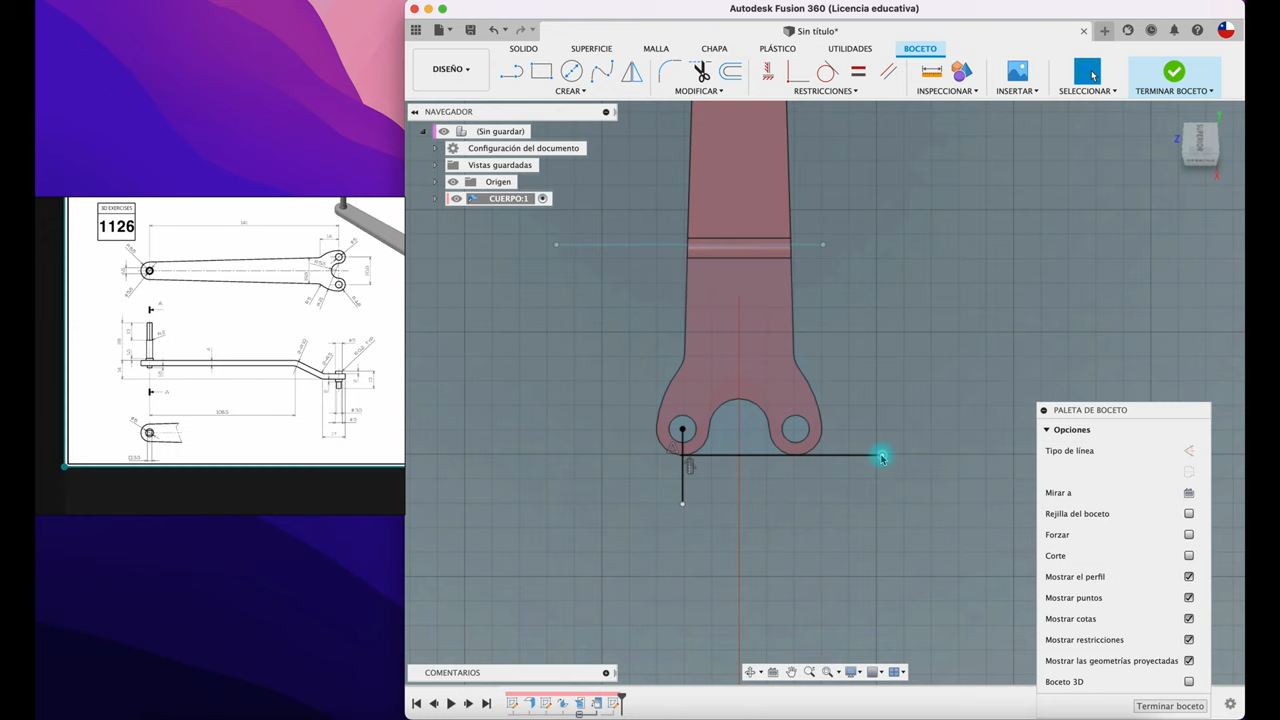 Autodesk Fusion 360 (Licencia educativa)
Sin título*
SOLIDO SUPERFICIE MALLA CHAPA PLÁSTICO UTILIDADES BOCETO
DISEÑO
CREAR MODIFICAR RESTRICCIONES INSPECCIONAR INSERTAR SELECCIONAR TERMINAR BOCETO
NAVEGADOR
(Sin guardar)
Configuración del documento
Vistas guardadas
Origen
CUERPO:1
SUPERIOR
Z
Y
X
3D EXERCISES
1126
A
A
PALETA DE BOCETO
Opciones
Tipo de línea
Mirar a
Rejilla del boceto
Forzar
Corte
Mostrar el perfil
Mostrar puntos
Mostrar cotas
Mostrar restricciones
Mostrar las geometrías proyectadas
Boceto 3D
Terminar boceto
COMENTARIOS